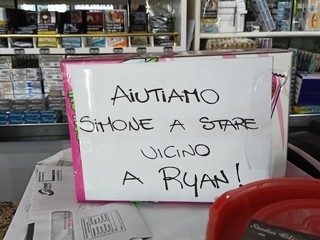 AIUTIAMO
SIMONE A STARE
VICINO
A RYAN!